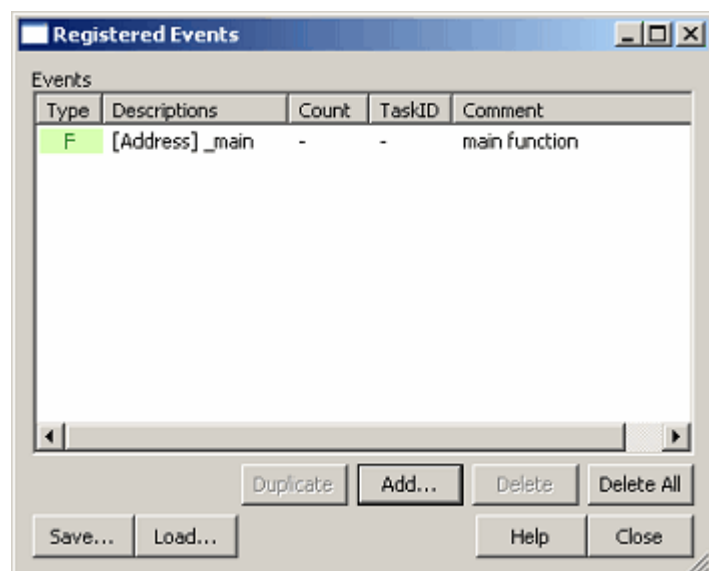 Registered Events
Events
Type Descriptions Count TaskID Comment
F [Address] _main - - main function
Duplicate Add... Delete Delete All
Save... Load... Help Close